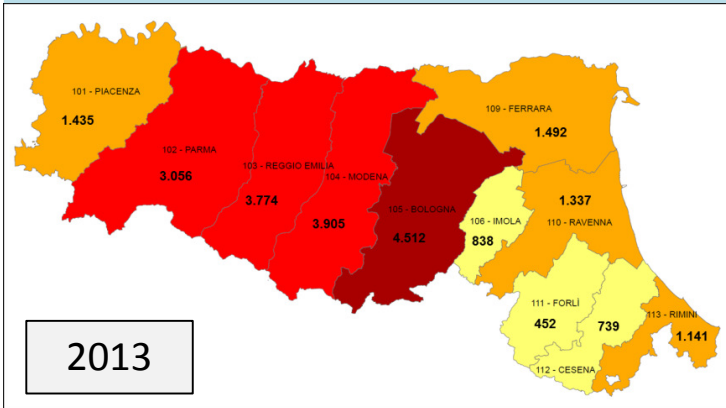 101 - PIACENZA
1.435
102 - PARMA
3.056
103 - REGGIO EMILIA
3.774
104 - MODENA
3.905
105 - BOLOGNA
4.512
106 - IMOLA
838
109 - FERRARA
1.492
1.337
110 - RAVENNA
111 - FORLÌ
452
739
112 - CESENA
113 - RIMINI
1.141
2013